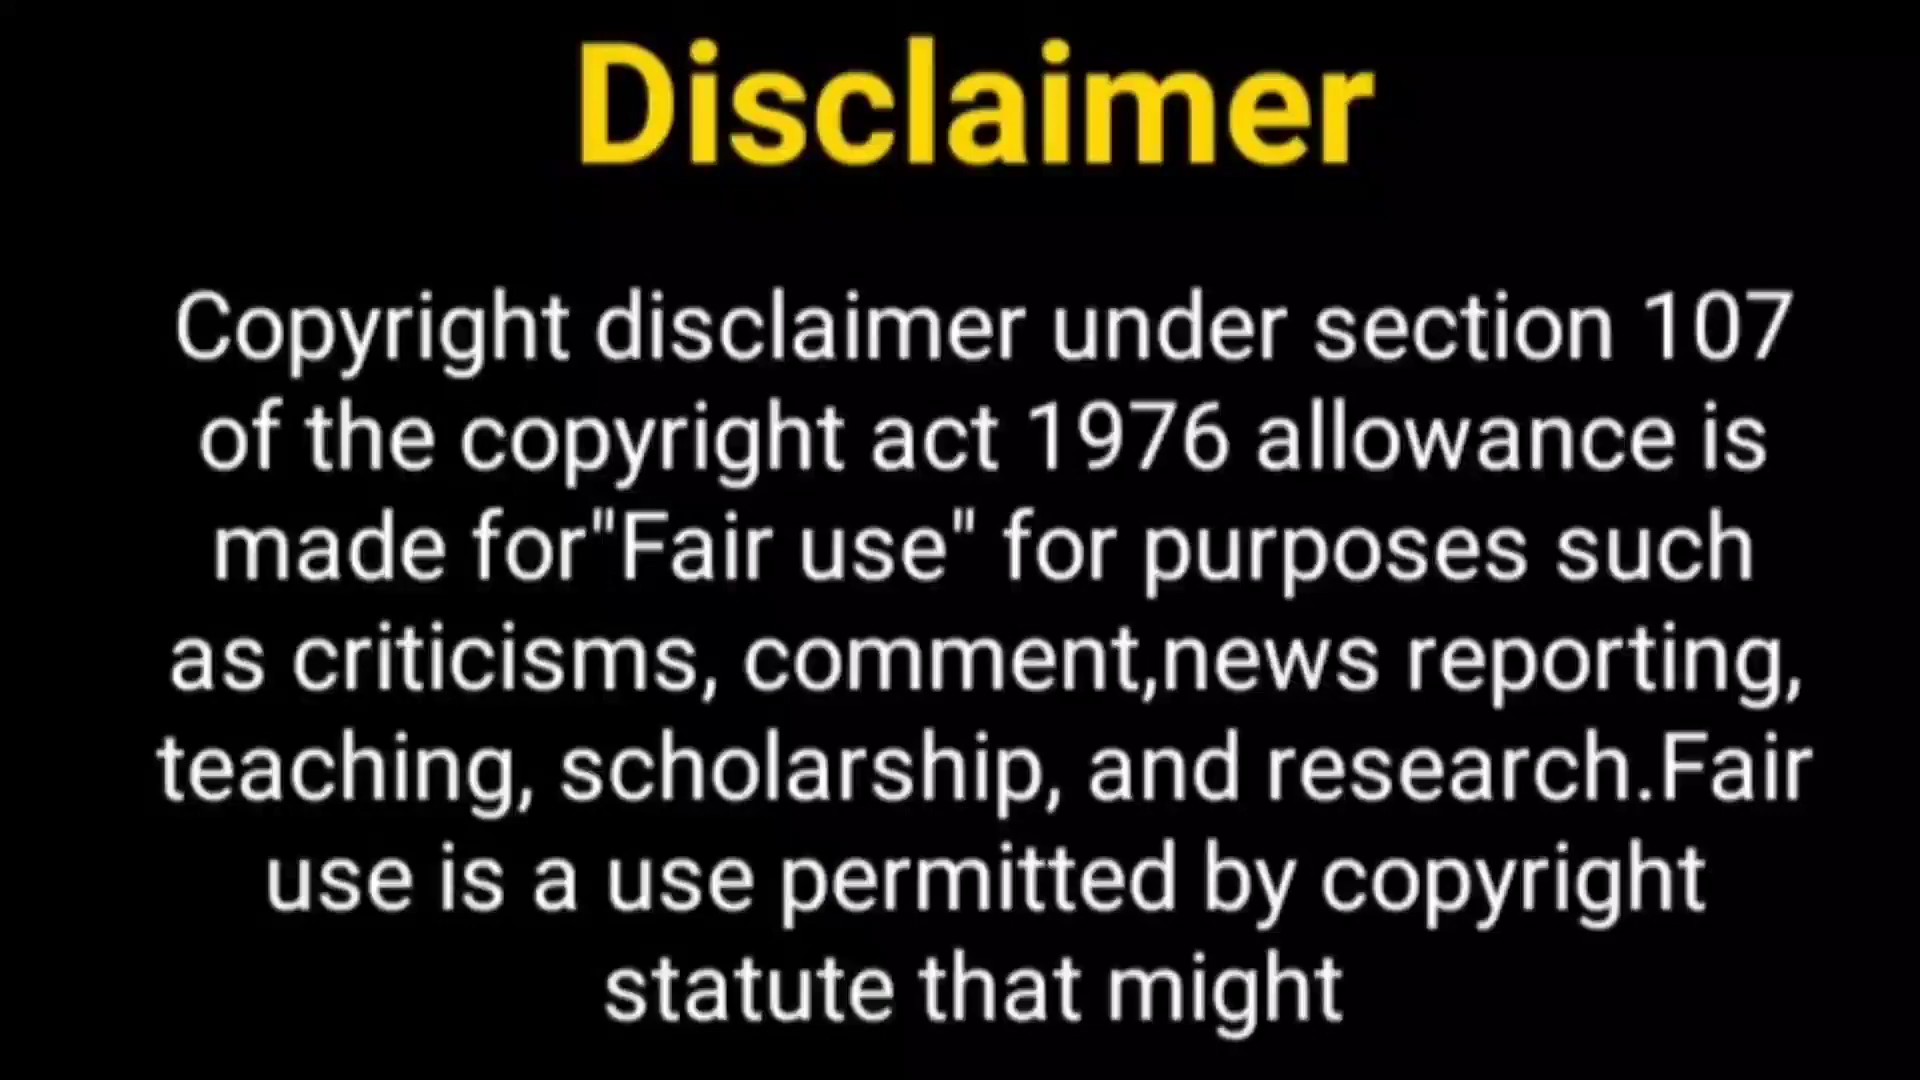 Disclaimer
Copyright disclaimer under section 107
of the copyright act 1976 allowance is
made for"Fair use" for purposes such
as criticisms, comment,news reporting,
teaching, scholarship, and research.Fair
use is a use permitted by copyright
statute that might